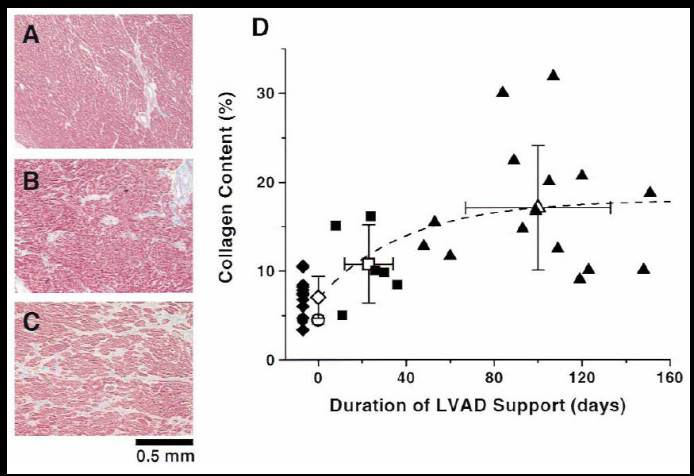 A
B
C
0.5 mm
D
Collagen Content (%)
30
20
10
0
0 40 80 120 160
Duration of LVAD Support (days)